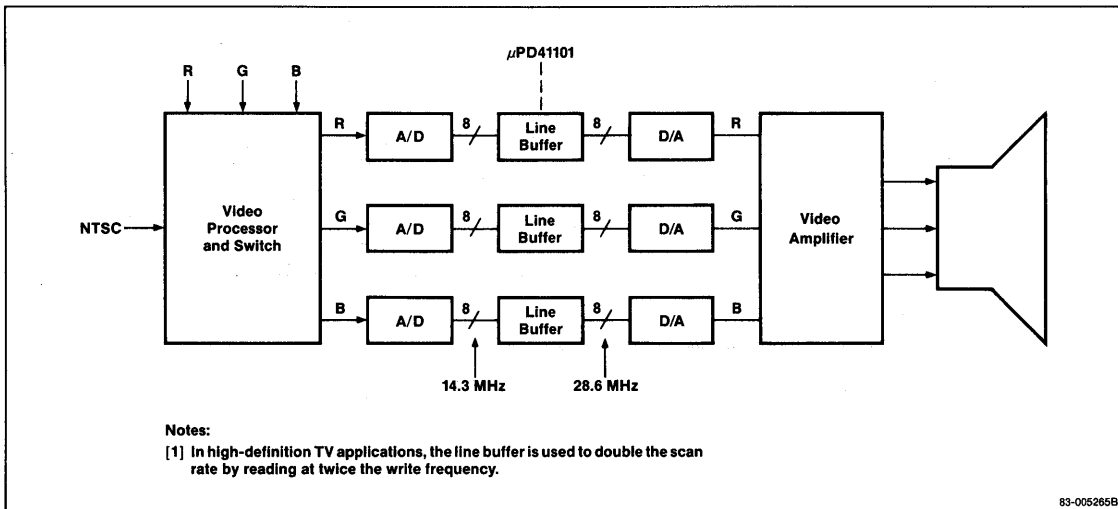 μPD41101
R G B
R A/D 8 Line Buffer 8 D/A R
NTSC
Video Processor and Switch
G A/D 8 Line Buffer 8 D/A G
Video Amplifier
B A/D 8 Line Buffer 8 D/A B
14.3 MHz 28.6 MHz
Notes:
[1] In high-definition TV applications, the line buffer is used to double the scan
rate by reading at twice the write frequency.
83-005265B